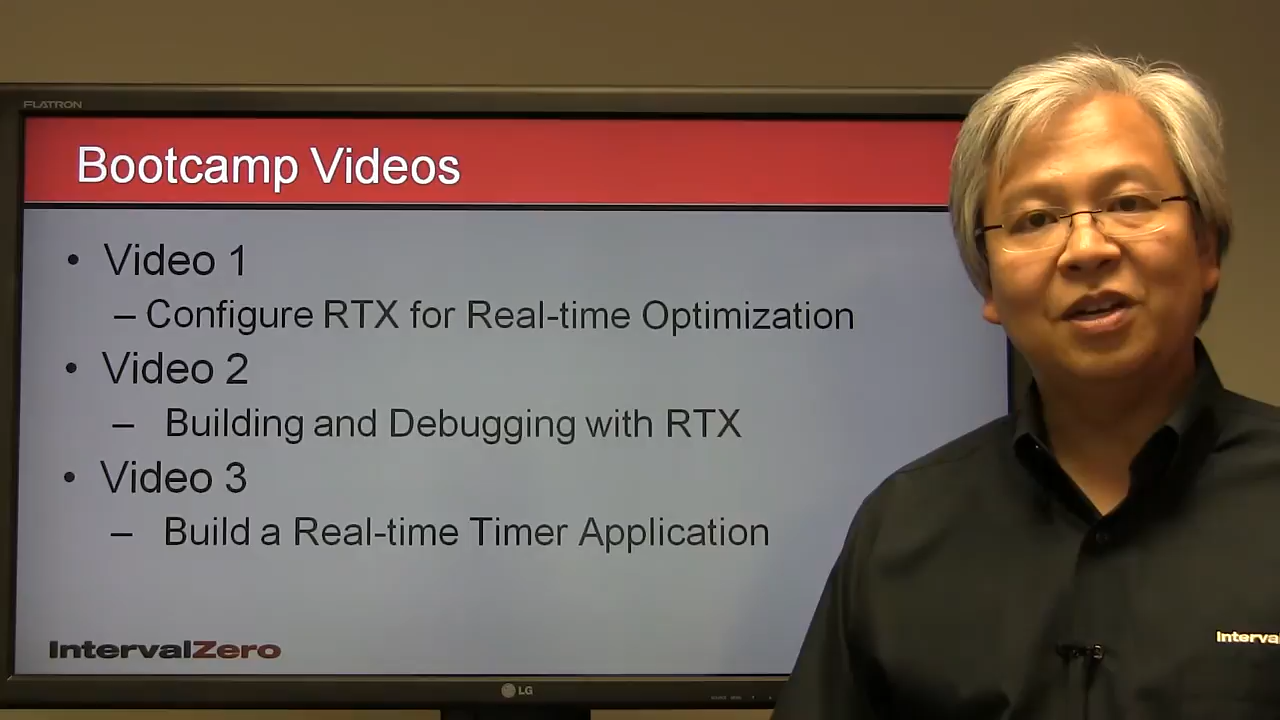 FLATRON
Bootcamp Videos
• Video 1
– Configure RTX for Real-time Optimization
• Video 2
– Building and Debugging with RTX
• Video 3
– Build a Real-time Timer Application
IntervalZero
Interva
LG